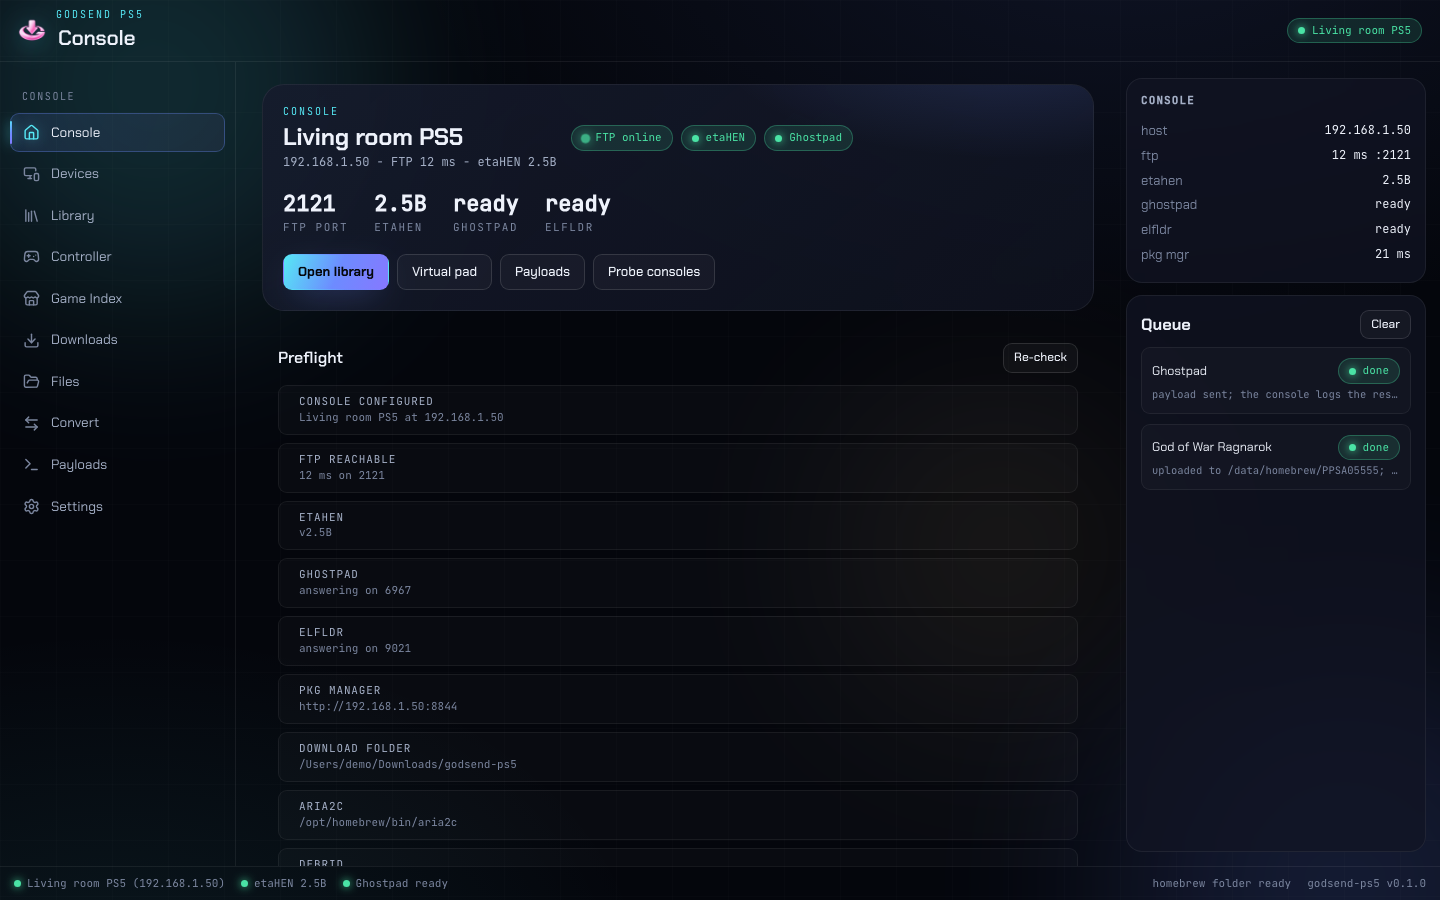 GODSEND PS5
Console
Living room PS5
CONSOLE
Console
Devices
Library
Controller
Game Index
Downloads
Files
Convert
Payloads
Settings
CONSOLE
Living room PS5
FTP online
etaHEN
Ghostpad
192.168.1.50 - FTP 12 ms - etaHEN 2.5B
2121 2.5B ready ready
FTP PORT ETAHEN GHOSTPAD ELFLDR
Open library
Virtual pad
Payloads
Probe consoles
Preflight
Re-check
CONSOLE CONFIGURED
Living room PS5 at 192.168.1.50
FTP REACHABLE
12 ms on 2121
ETAHEN
v2.5B
GHOSTPAD
answering on 6967
ELFLDR
answering on 9021
PKG MANAGER
http://192.168.1.50:8844
DOWNLOAD FOLDER
/Users/demo/Downloads/godsend-ps5
ARIA2C
/opt/homebrew/bin/aria2c
DEBRID
CONSOLE
host 192.168.1.50
ftp 12 ms :2121
etahen 2.5B
ghostpad ready
elfldr ready
pkg mgr 21 ms
Queue
Clear
Ghostpad
done
payload sent; the console logs the res…
God of War Ragnarok
done
uploaded to /data/homebrew/PPSA05555; …
Living room PS5 (192.168.1.50)
etaHEN 2.5B
Ghostpad ready
homebrew folder ready
godsend-ps5 v0.1.0